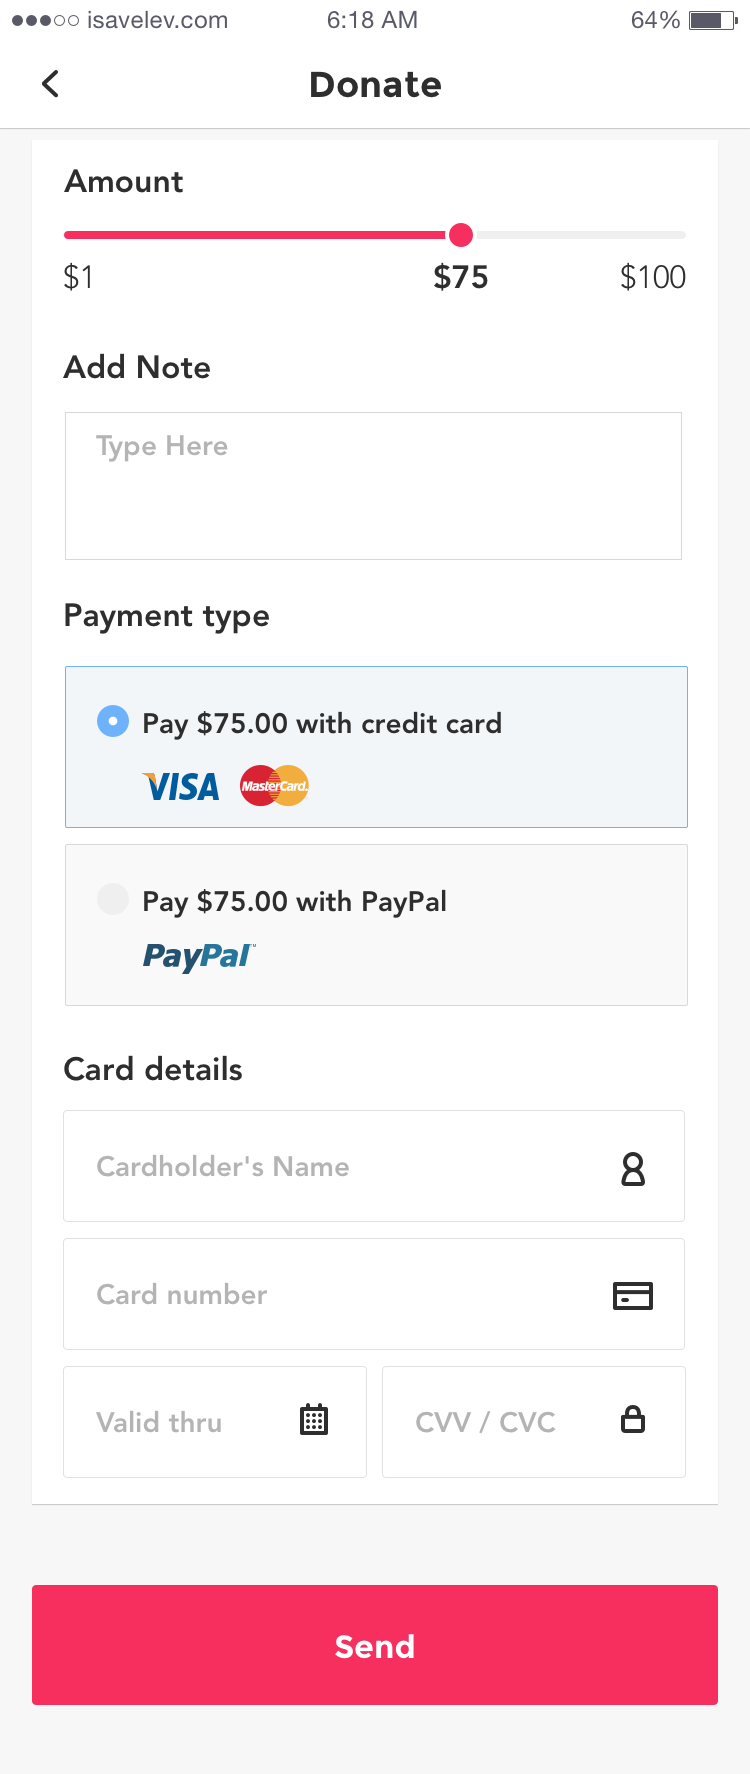 isavelev.com 6:18 AM 64%
Donate
Amount
$1 $75 $100
Add Note
Type Here
Payment type
Pay $75.00 with credit card
VISA MasterCard.
Pay $75.00 with PayPal
PayPal™
Card details
Cardholder's Name
Card number
Valid thru CVV / CVC
Send